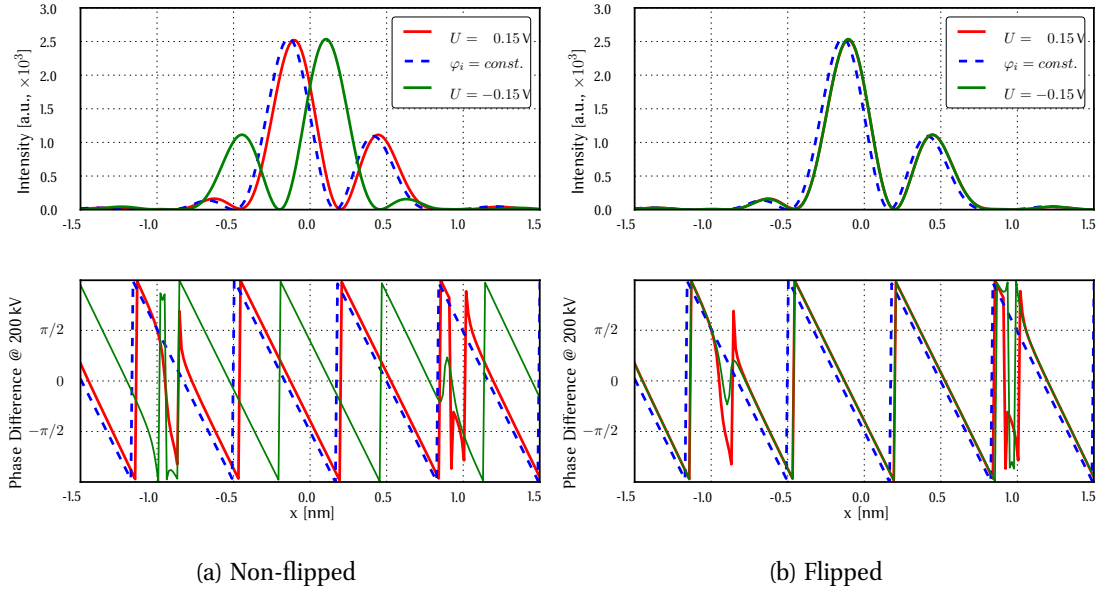 3.0
2.5
2.0
1.5
1.0
0.5
0.0
Intensity [a.u., ×10³)
U = 0.15 V
φᵢ = const.
U = −0.15 V
-1.5 -1.0 -0.5 0.0 0.5 1.0 1.5
π/2
0
−π/2
Phase Difference @ 200 kV
-1.5 -1.0 -0.5 0.0 0.5 1.0 1.5
x [nm]
(a) Non-flipped
3.0
2.5
2.0
1.5
1.0
0.5
0.0
Intensity [a.u., ×10³)
U = 0.15 V
φᵢ = const.
U = −0.15 V
-1.5 -1.0 -0.5 0.0 0.5 1.0 1.5
π/2
0
−π/2
Phase Difference @ 200 kV
-1.5 -1.0 -0.5 0.0 0.5 1.0 1.5
x [nm]
(b) Flipped